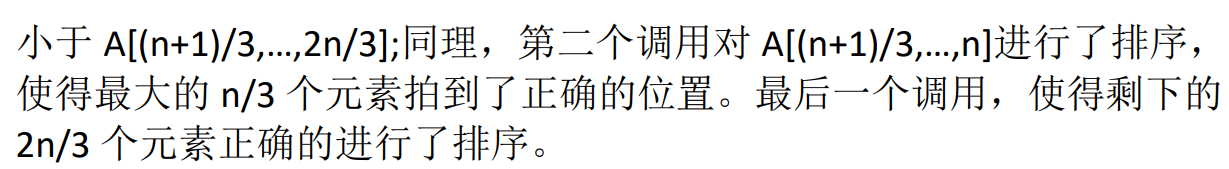 小于 A[(n+1)/3,…,2n/3];同理，第二个调用对 A[(n+1)/3,…,n]进行了排序，
使得最大的 n/3 个元素拍到了正确的位置。最后一个调用，使得剩下的
2n/3 个元素正确的进行了排序。